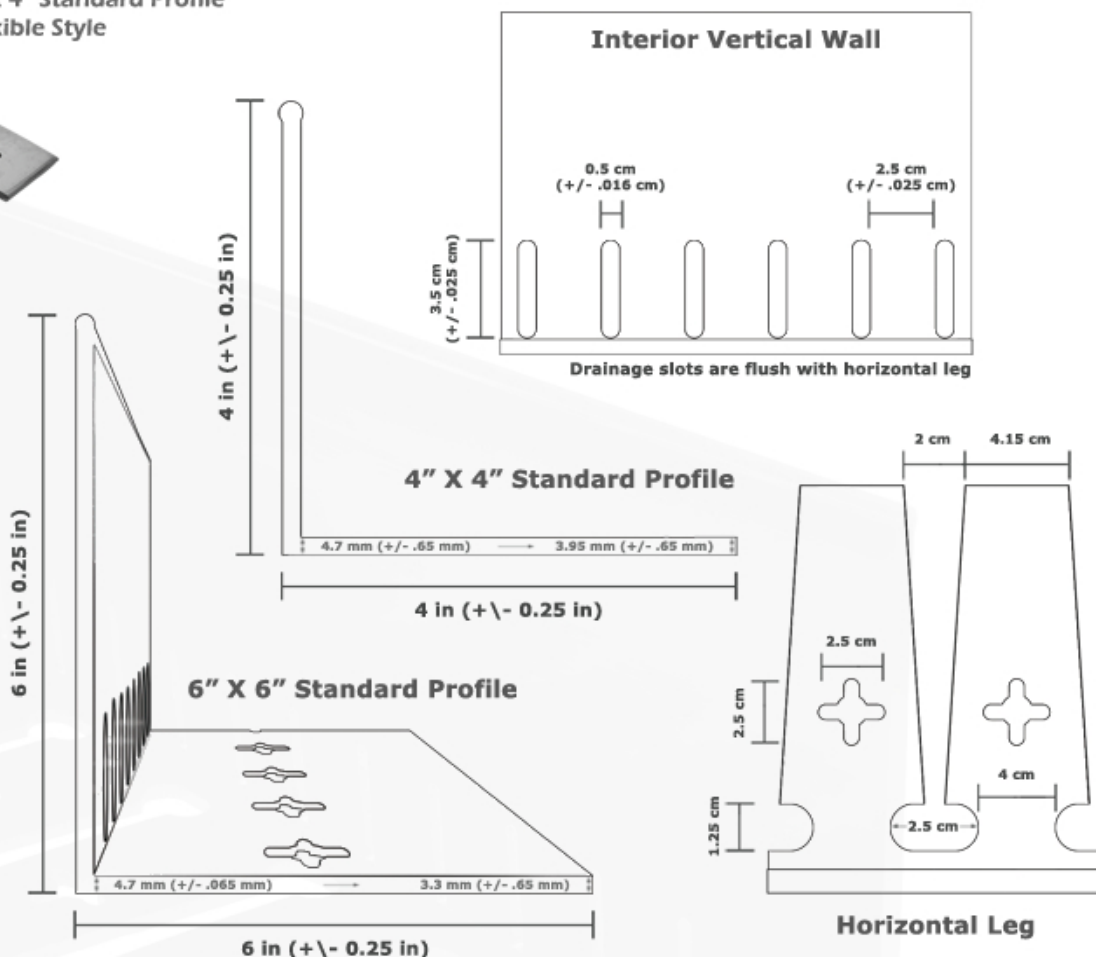 4" Standard Profile
Style
Interior Vertical Wall
0.5 cm
(+/- .016 cm)
2.5 cm
(+/- .025 cm)
3.5 cm
(+/- .025 cm)
Drainage slots are flush with horizontal leg
4 in (+\- 0.25 in)
4" X 4" Standard Profile
4.7 mm (+/- .65 mm)
3.95 mm (+/- .65 mm)
4 in (+\- 0.25 in)
6 in (+\- 0.25 in)
6" X 6" Standard Profile
4.7 mm (+/- .065 mm)
3.3 mm (+/- .65 mm)
6 in (+\- 0.25 in)
2 cm
4.15 cm
2.5 cm
2.5 cm
4 cm
1.25 cm
2.5 cm
Horizontal Leg